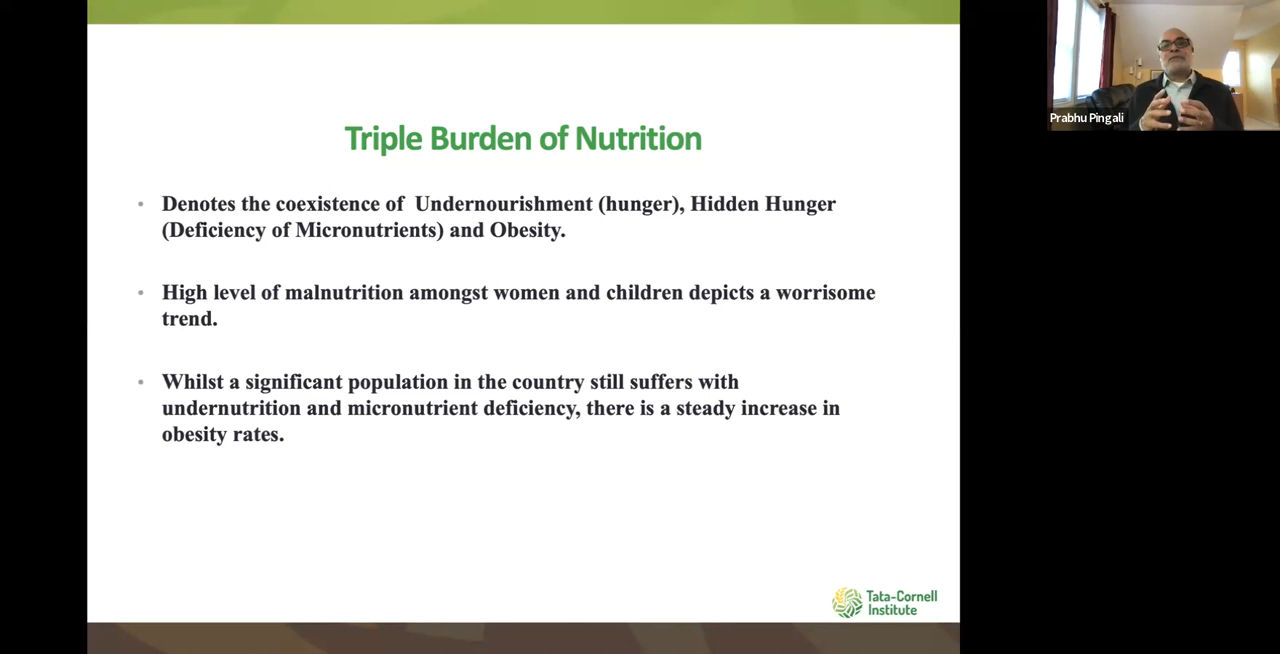 Triple Burden of Nutrition
• Denotes the coexistence of  Undernourishment (hunger), Hidden Hunger
(Deficiency of Micronutrients) and Obesity.
• High level of malnutrition amongst women and children depicts a worrisome
trend.
• Whilst a significant population in the country still suffers with
undernutrition and micronutrient deficiency, there is a steady increase in
obesity rates.
Tata-Cornell
Institute
Prabhu Pingali